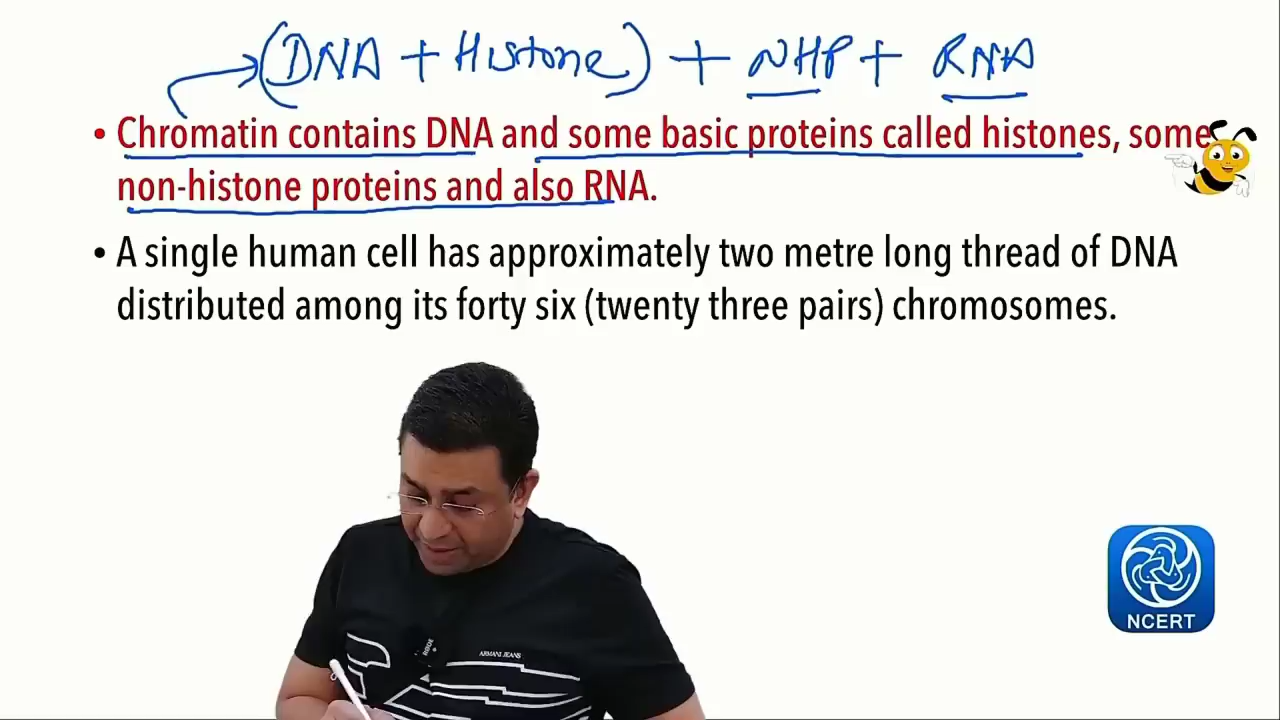 (DNA + Histone) + NHP + RNA
• Chromatin contains DNA and some basic proteins called histones, some
non-histone proteins and also RNA.
• A single human cell has approximately two metre long thread of DNA
distributed among its forty six (twenty three pairs) chromosomes.
ARMANI JEANS
RODE
NCERT